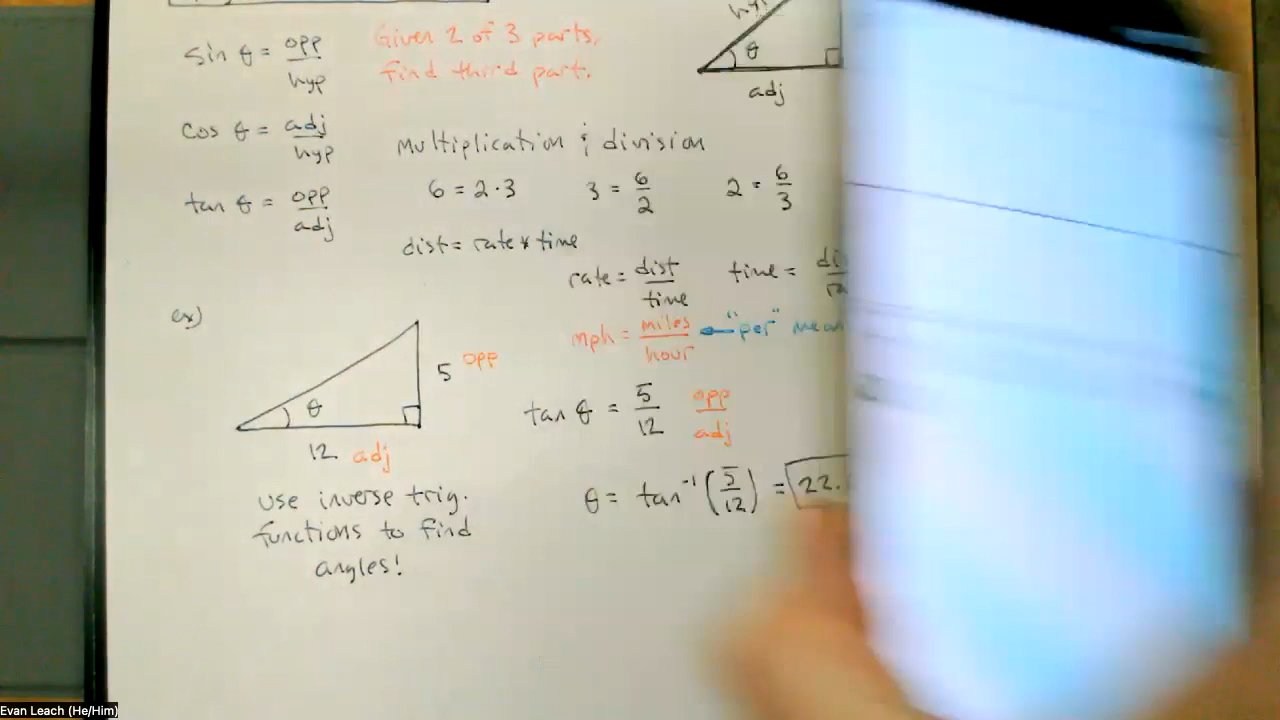 sin θ = opp/hyp
Given 2 of 3 parts,
find third part.
hyp
θ
adj
cos θ = adj/hyp
Multiplication & division
6 = 2·3 3 = 6/2 2 = 6/3
tan θ = opp/adj
dist = rate * time
rate = dist/time time =
mph = miles/hour "per"
ex)
5 opp
θ
12 adj
tan θ = 5/12 opp/adj
θ = tan⁻¹(5/12) = 22.
use inverse trig.
functions to find
angles!
Evan Leach (He/Him)